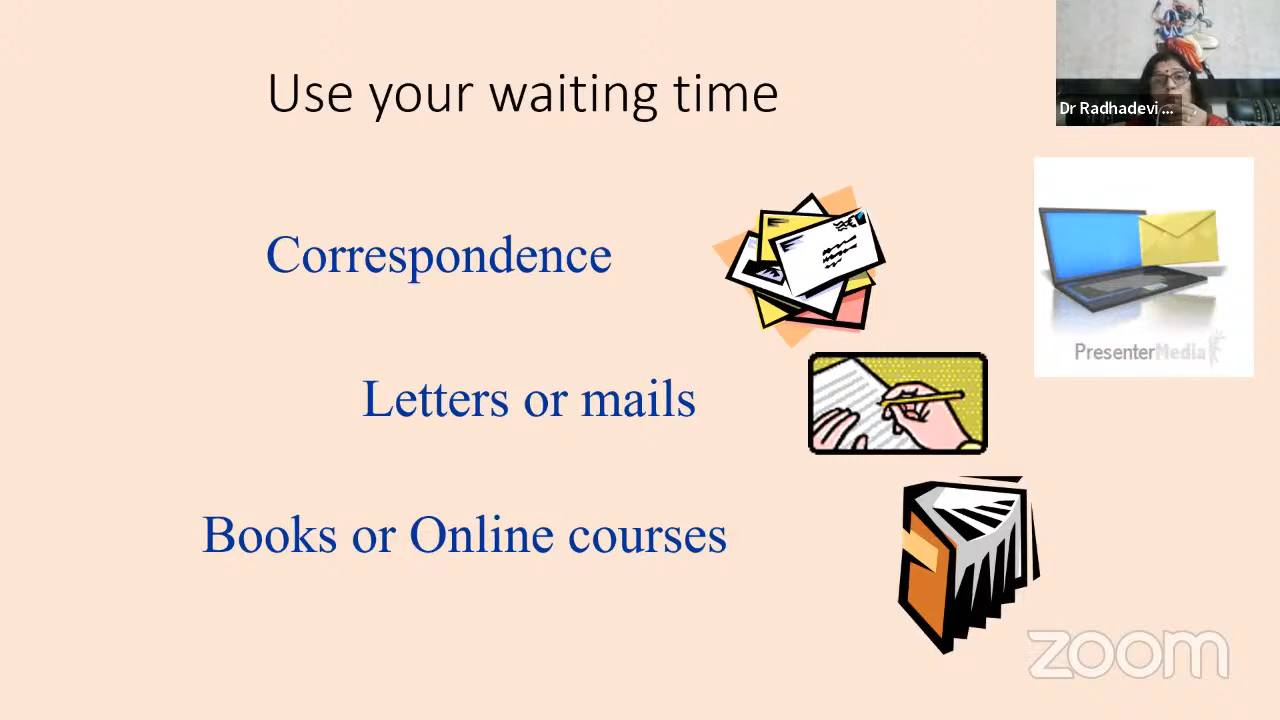 Use your waiting time
Dr Radhadevi ...
Correspondence
PresenterMedia
Letters or mails
Books or Online courses
zoom